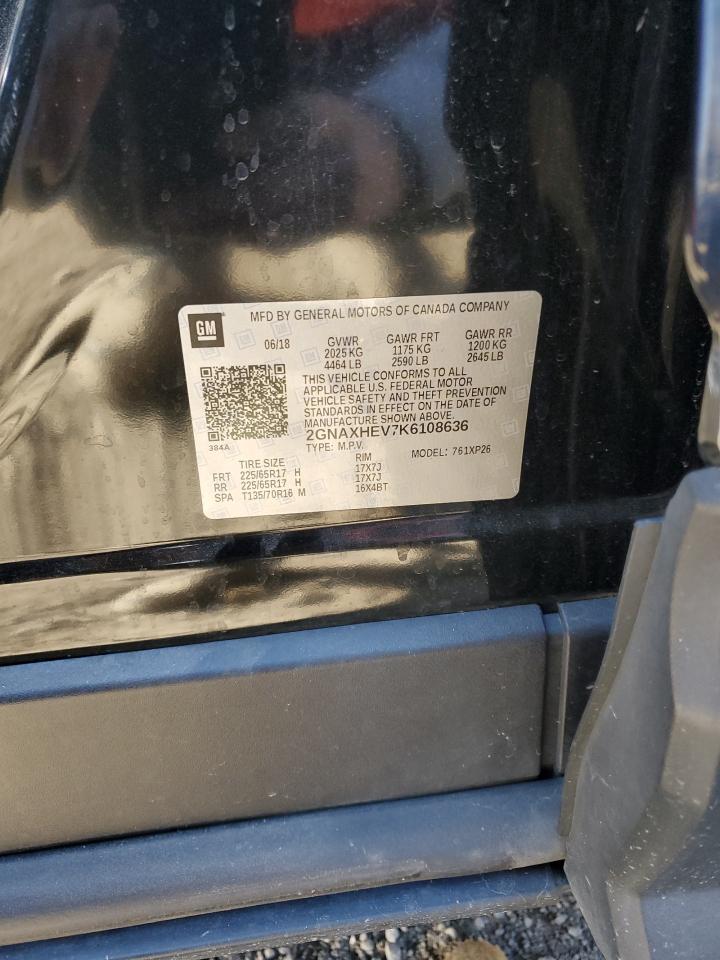 MFD BY GENERAL MOTORS OF CANADA COMPANY
GM
06/18 GVWR GAWR FRT GAWR RR
2025 KG 1175 KG 1200 KG
4464 LB 2590 LB 2645 LB
THIS VEHICLE CONFORMS TO ALL
APPLICABLE U.S. FEDERAL MOTOR
VEHICLE SAFETY AND THEFT PREVENTION
STANDARDS IN EFFECT ON THE DATE OF
MANUFACTURE SHOWN ABOVE.
2GNAXHEV7K6108636
384A TYPE: M.P.V. MODEL: 761XP26
TIRE SIZE RIM
FRT 225/65R17 H 17X7J
RR 225/65R17 H 17X7J
SPA T135/70R16 M 16X4BT